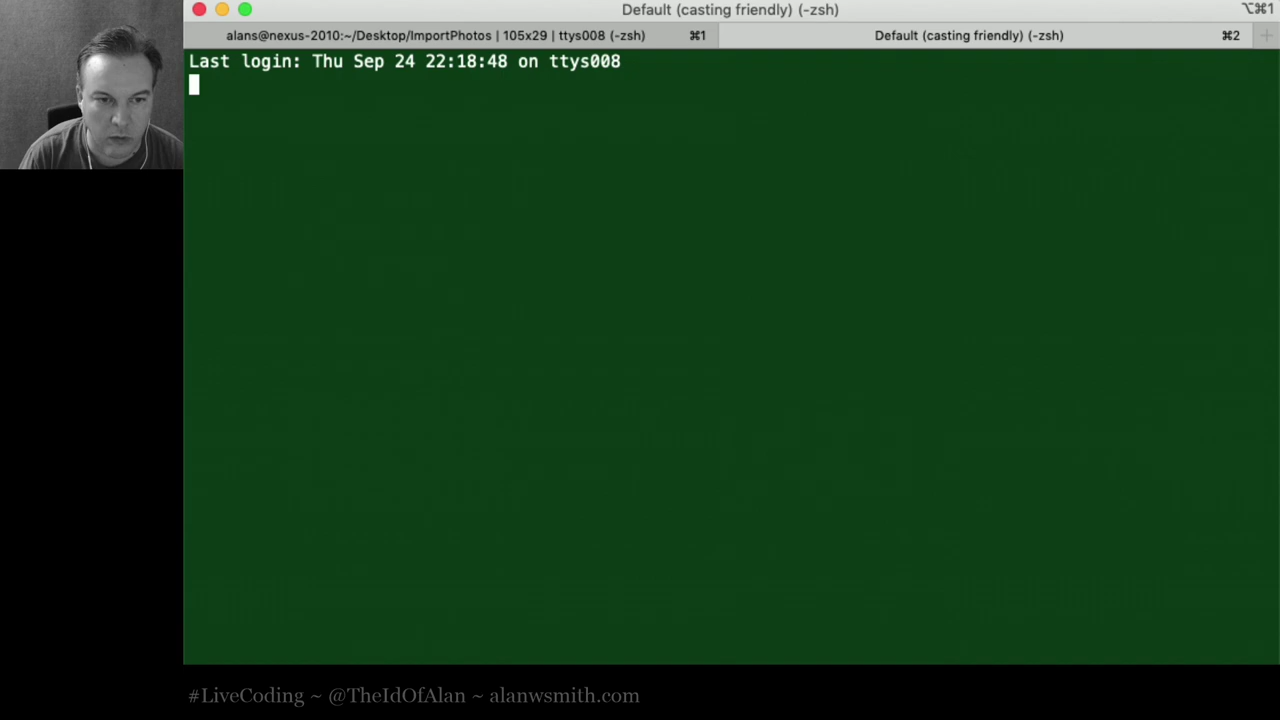 Default (casting friendly) (-zsh)
⌥⌘1
alans@nexus-2010:~/Desktop/ImportPhotos | 105x29 | ttys008 (-zsh)
⌘1
Default (casting friendly) (-zsh)
⌘2
Last login: Thu Sep 24 22:18:48 on ttys008
#LiveCoding ~ @TheIdOfAlan ~ alanwsmith.com